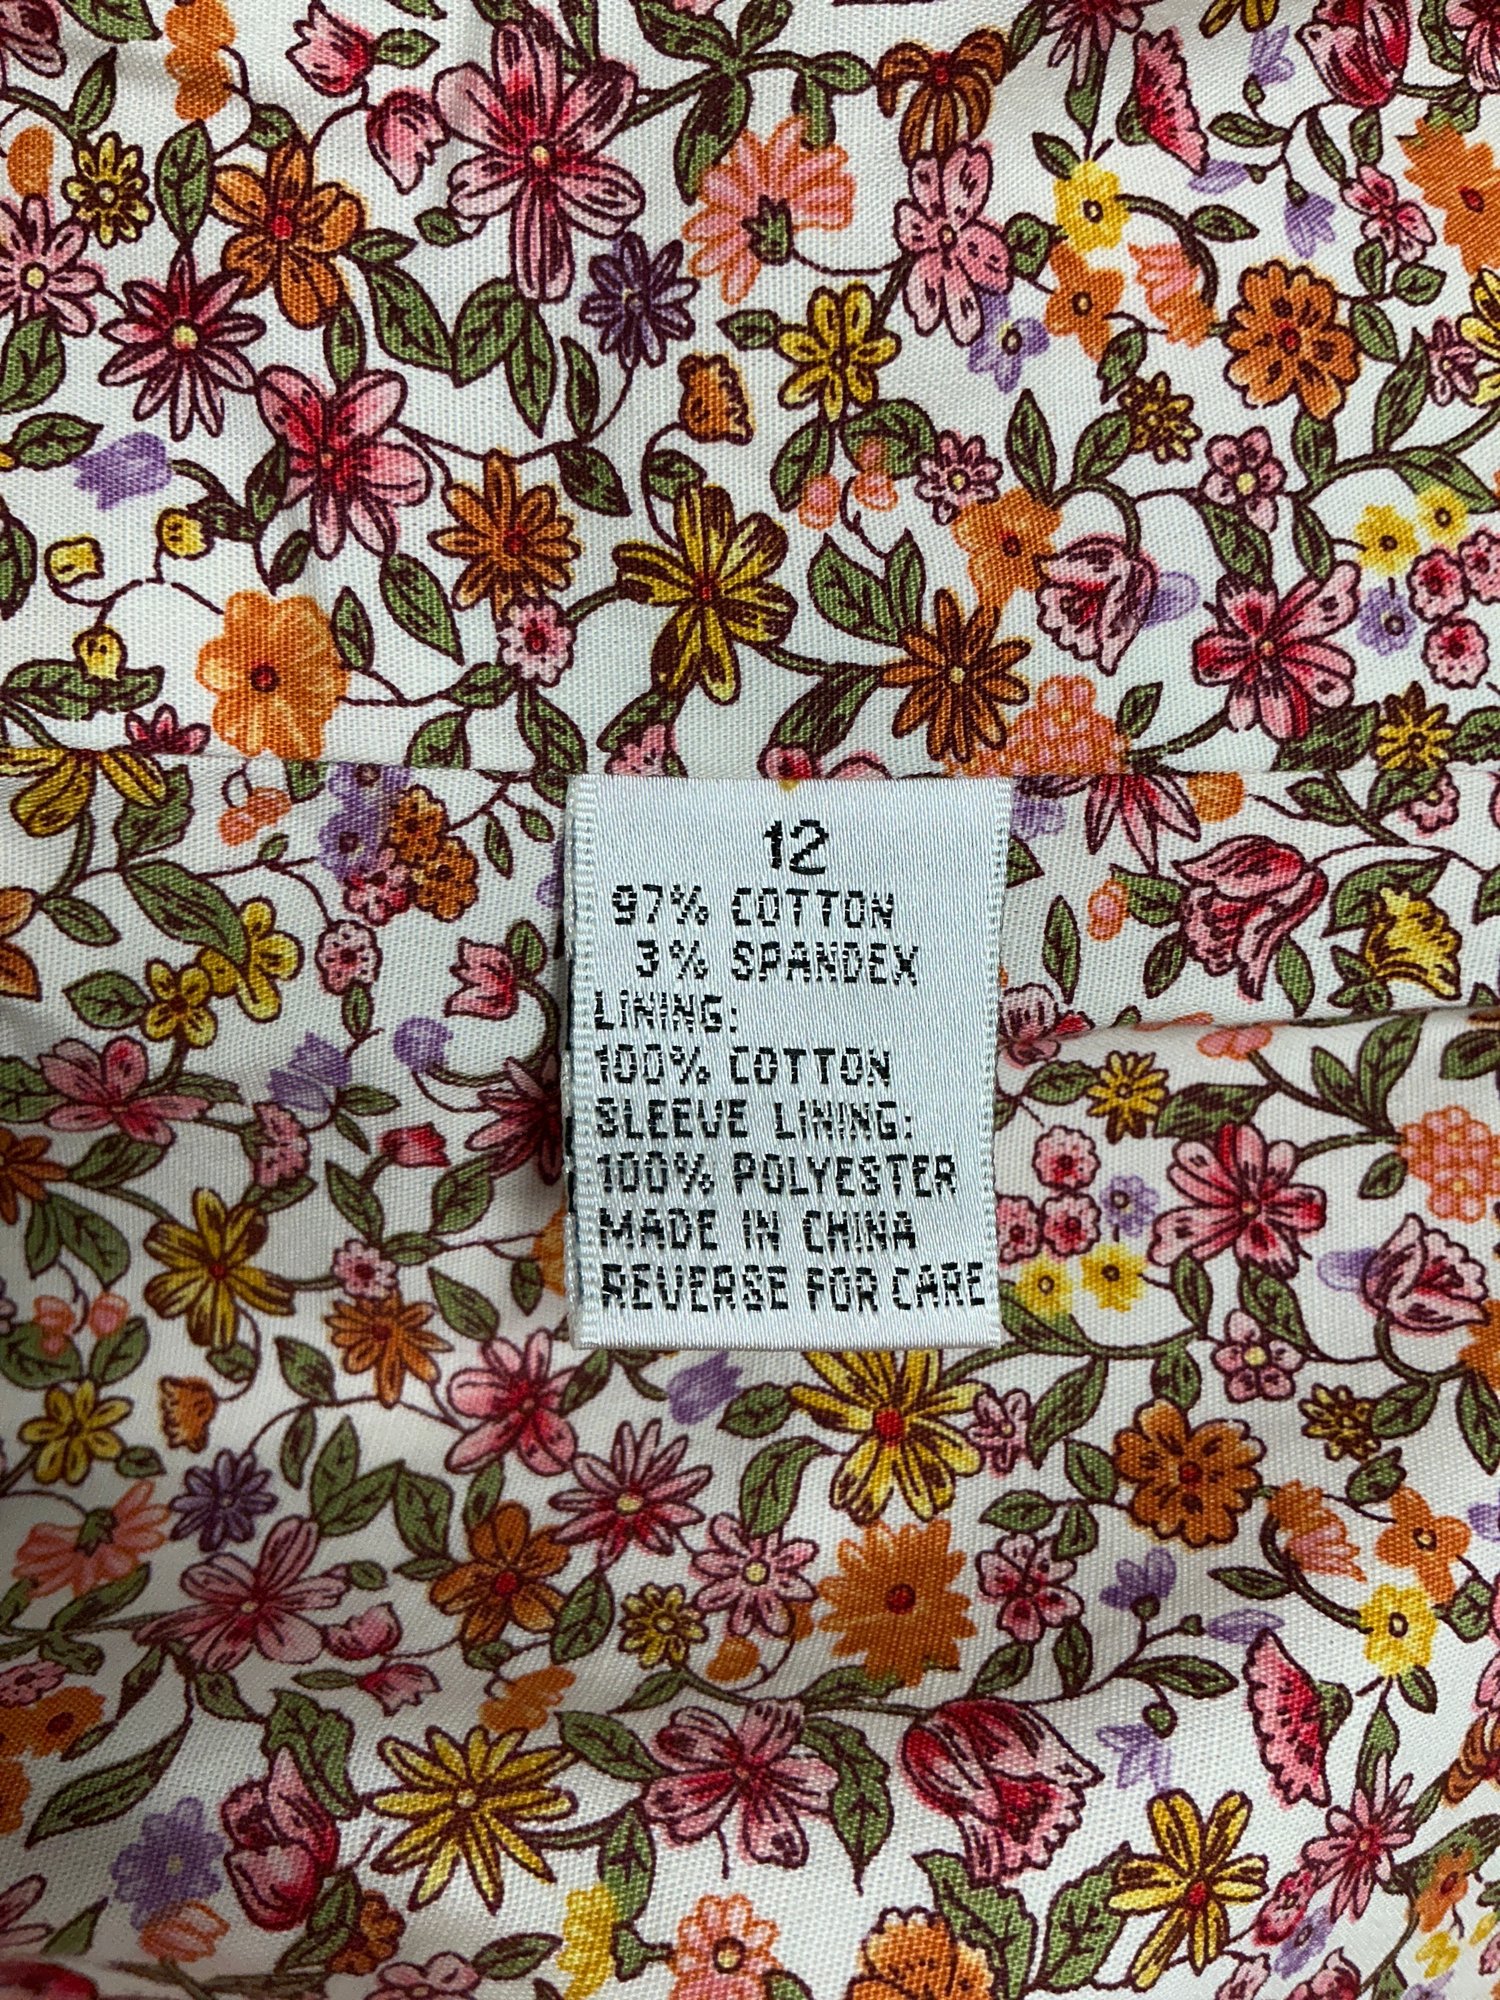 12
97% COTTON
3% SPANDEX
LINING:
100% COTTON
SLEEVE LINING:
100% POLYESTER
MADE IN CHINA
REVERSE FOR CARE